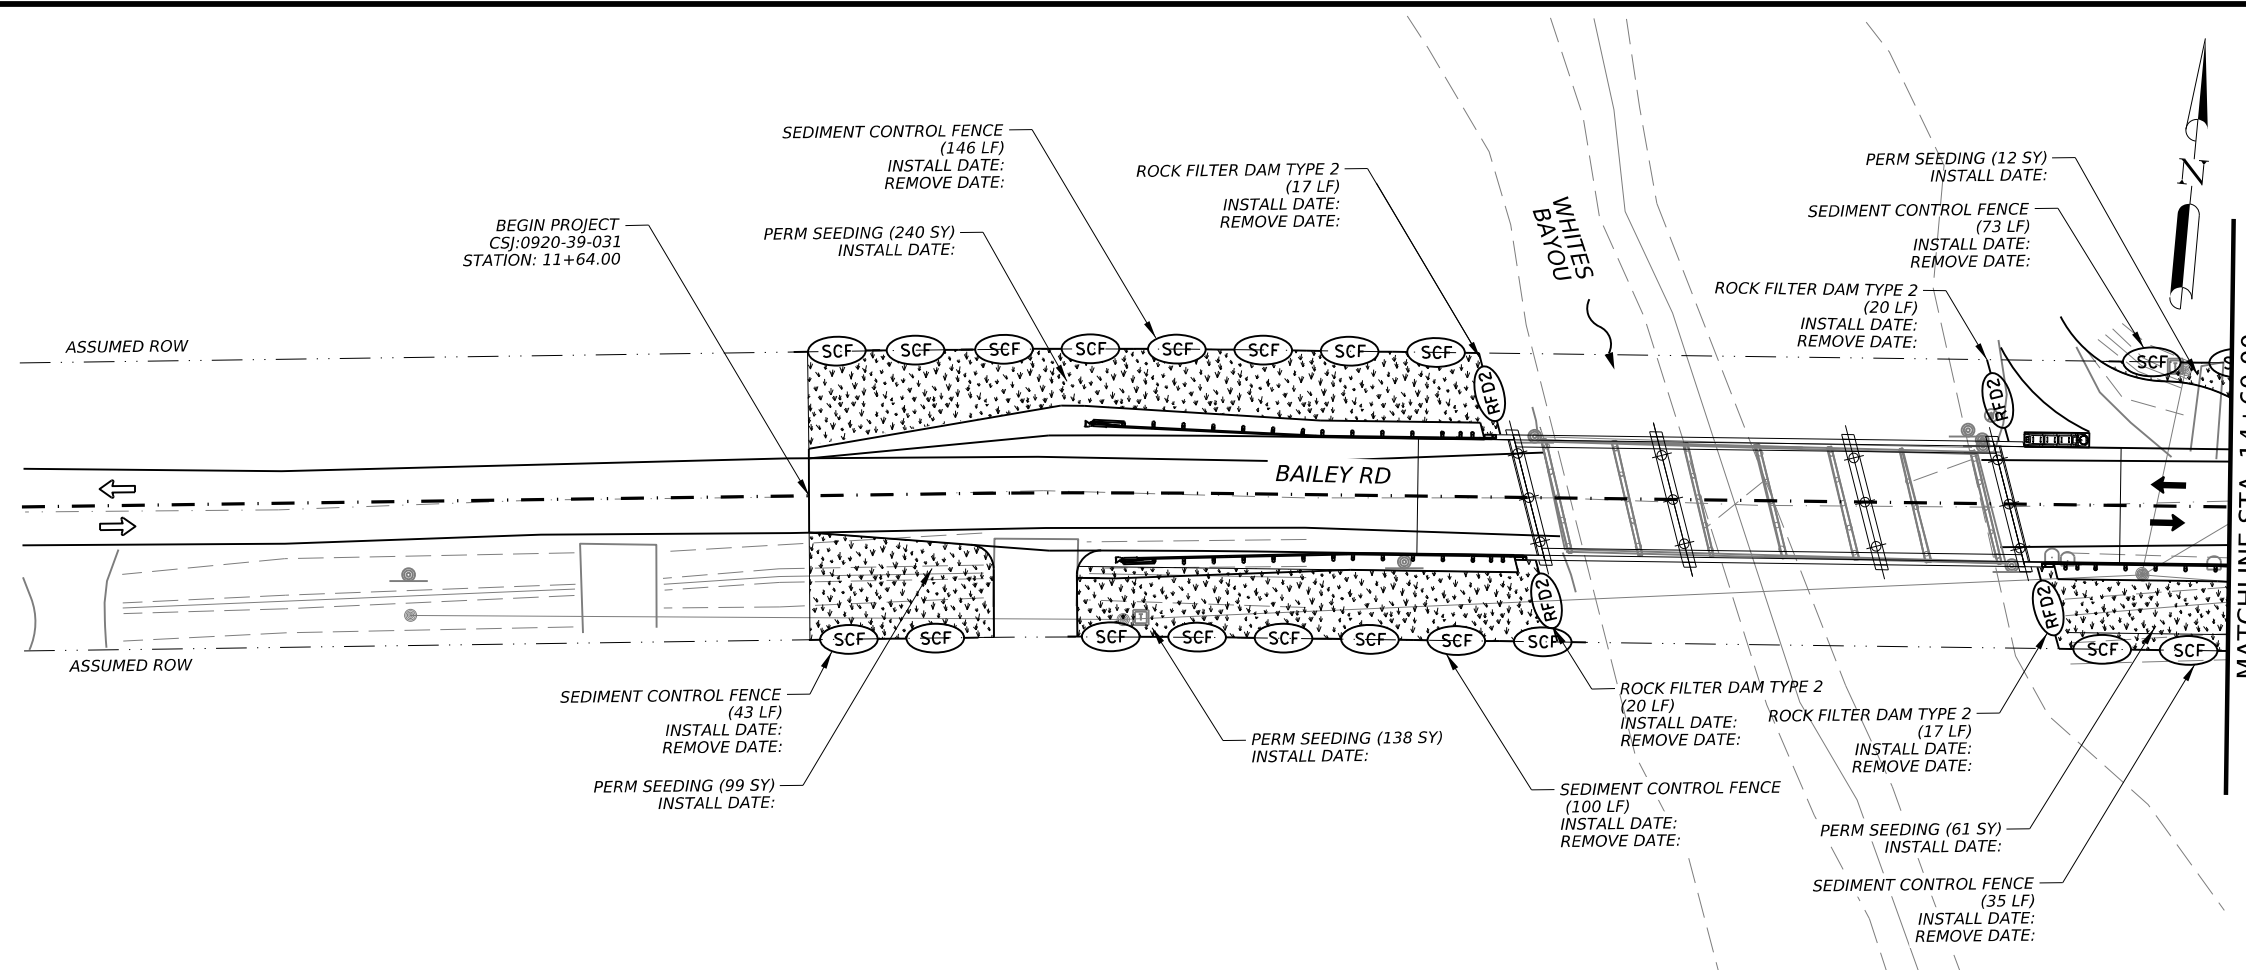 SEDIMENT CONTROL FENCE
(146 LF)
INSTALL DATE:
REMOVE DATE:
ROCK FILTER DAM TYPE 2
(17 LF)
INSTALL DATE:
REMOVE DATE:
BEGIN PROJECT
CSJ:0920-39-031
STATION: 11+64.00
PERM SEEDING (240 SY)
INSTALL DATE:
WHITES
BAYOU
PERM SEEDING (12 SY)
INSTALL DATE:
SEDIMENT CONTROL FENCE
(73 LF)
INSTALL DATE:
REMOVE DATE:
ROCK FILTER DAM TYPE 2
(20 LF)
INSTALL DATE:
REMOVE DATE:
N
ASSUMED ROW
SCF
SCF
SCF
SCF
SCF
SCF
SCF
SCF
RFD2
RFD2
SCF
BAILEY RD
E
SCF
SCF
SCF
SCF
SCF
SCF
SCF
SCF
RFD2
RFD2
SCF
SCF
ASSUMED ROW
SEDIMENT CONTROL FENCE
(43 LF)
INSTALL DATE:
REMOVE DATE:
PERM SEEDING (99 SY)
INSTALL DATE:
PERM SEEDING (138 SY)
INSTALL DATE:
ROCK FILTER DAM TYPE 2
(20 LF)
INSTALL DATE:
REMOVE DATE:
ROCK FILTER DAM TYPE 2
(17 LF)
INSTALL DATE:
REMOVE DATE:
SEDIMENT CONTROL FENCE
(100 LF)
INSTALL DATE:
REMOVE DATE:
PERM SEEDING (61 SY)
INSTALL DATE:
SEDIMENT CONTROL FENCE
(35 LF)
INSTALL DATE:
REMOVE DATE:
MATCHLINE STA